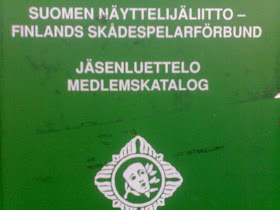 SUOMEN NÄYTTELIJÄLIITTO –
FINLANDS SKÅDESPELARFÖRBUND
JÄSENLUETTELO
MEDLEMSKATALOG